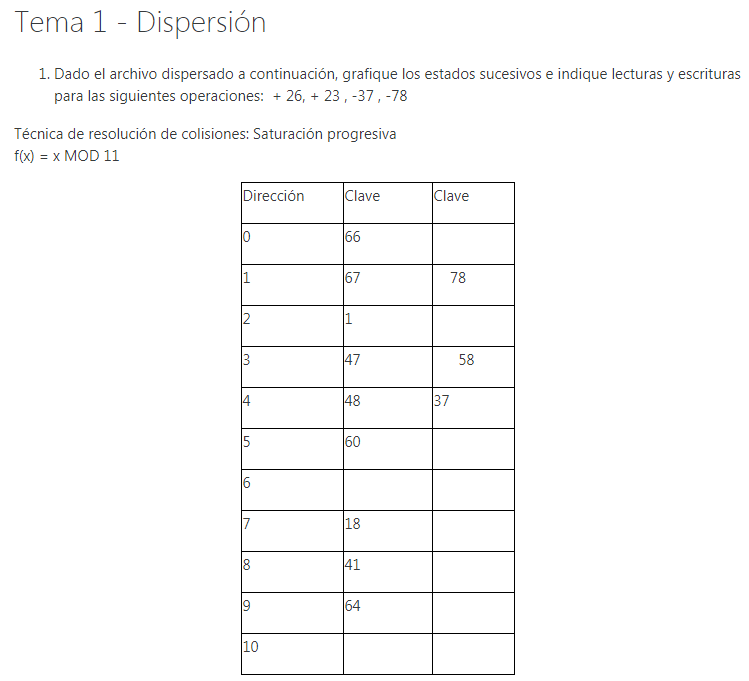 Tema 1 - Dispersión
1. Dado el archivo dispersado a continuación, grafique los estados sucesivos e indique lecturas y escrituras
para las siguientes operaciones: + 26, + 23 , -37 , -78
Técnica de resolución de colisiones: Saturación progresiva
f(x) = x MOD 11
Dirección Clave Clave
0 66
1 67 78
2 1
3 47 58
4 48 37
5 60
6
7 18
8 41
9 64
10